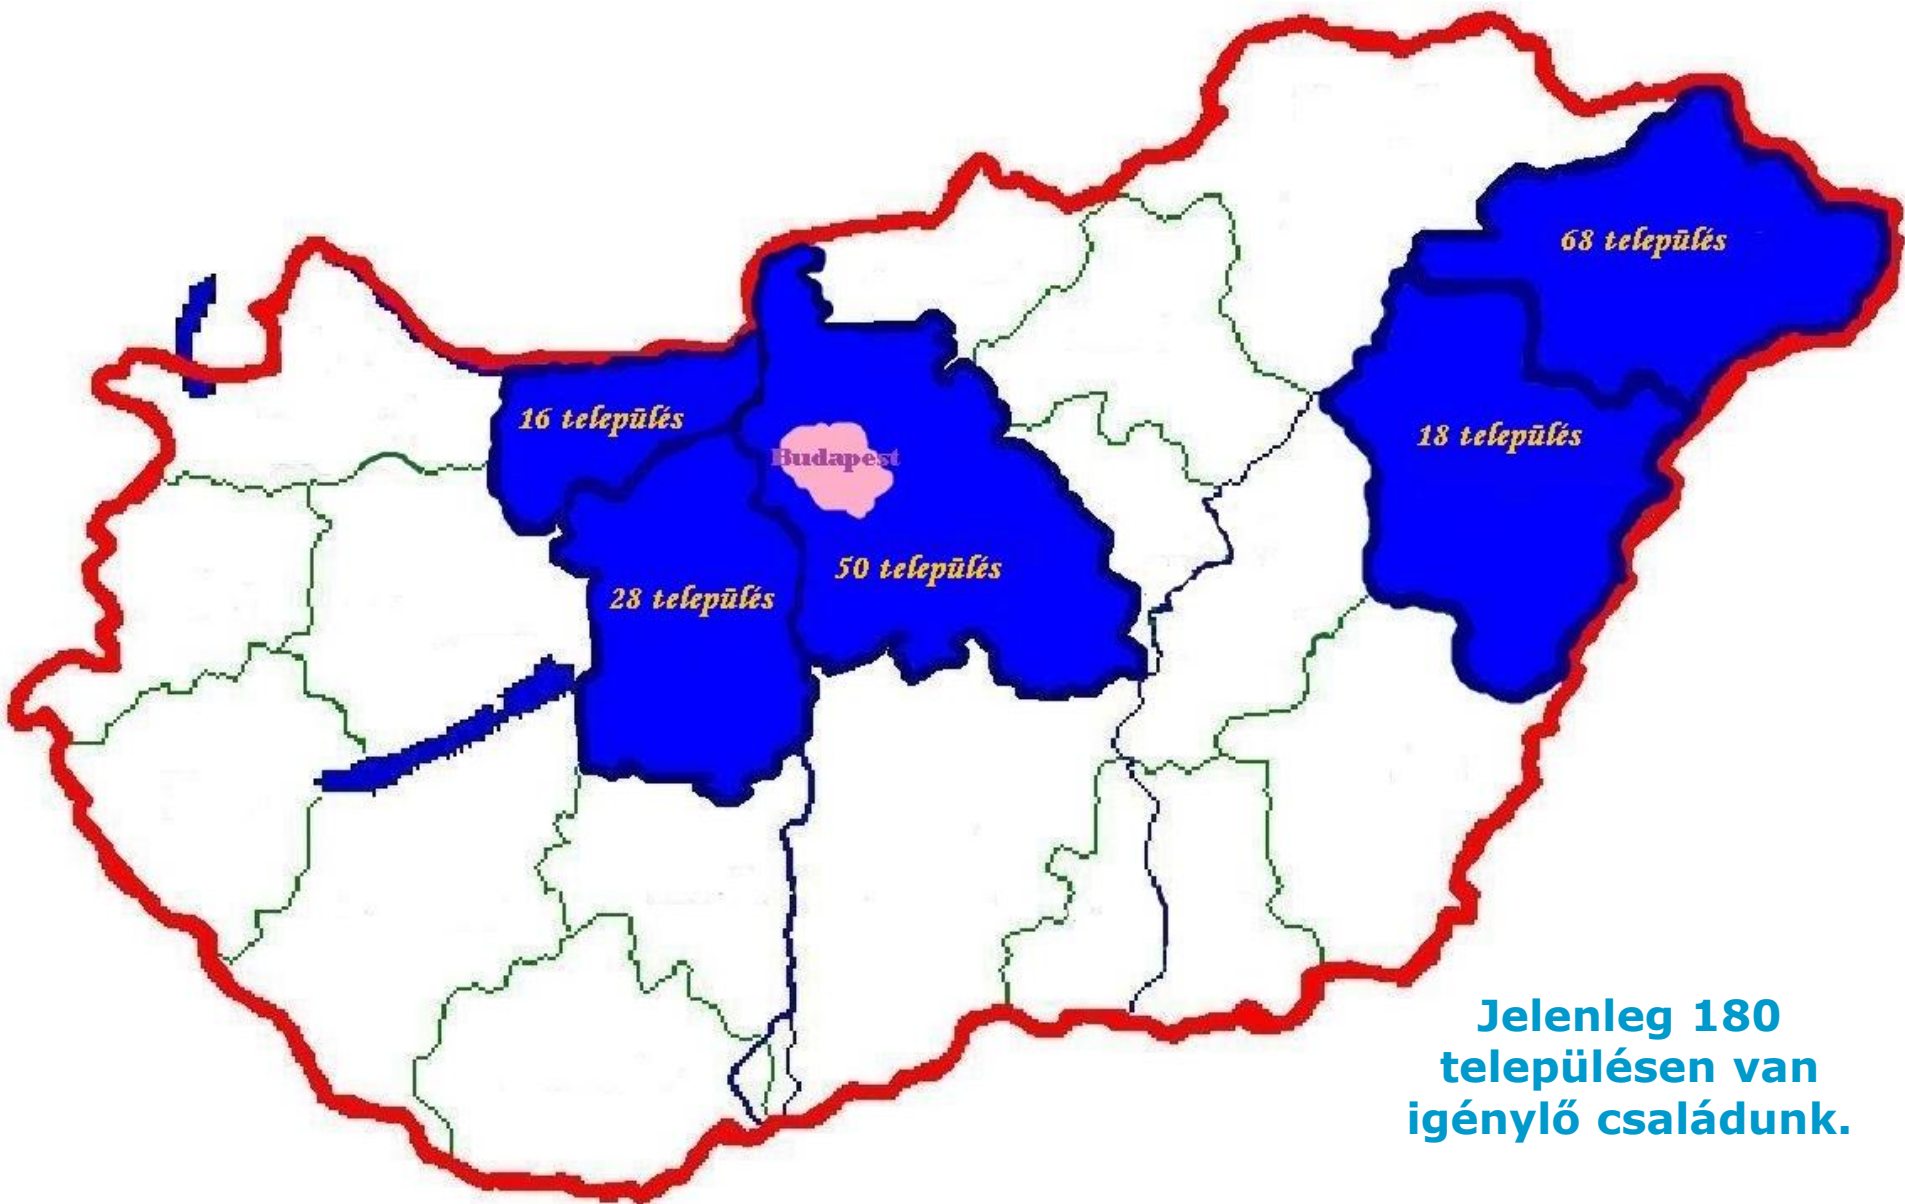 68 település
16 település
18 település
Budapest
50 település
28 település
Jelenleg 180
településen van
igénylő családunk.